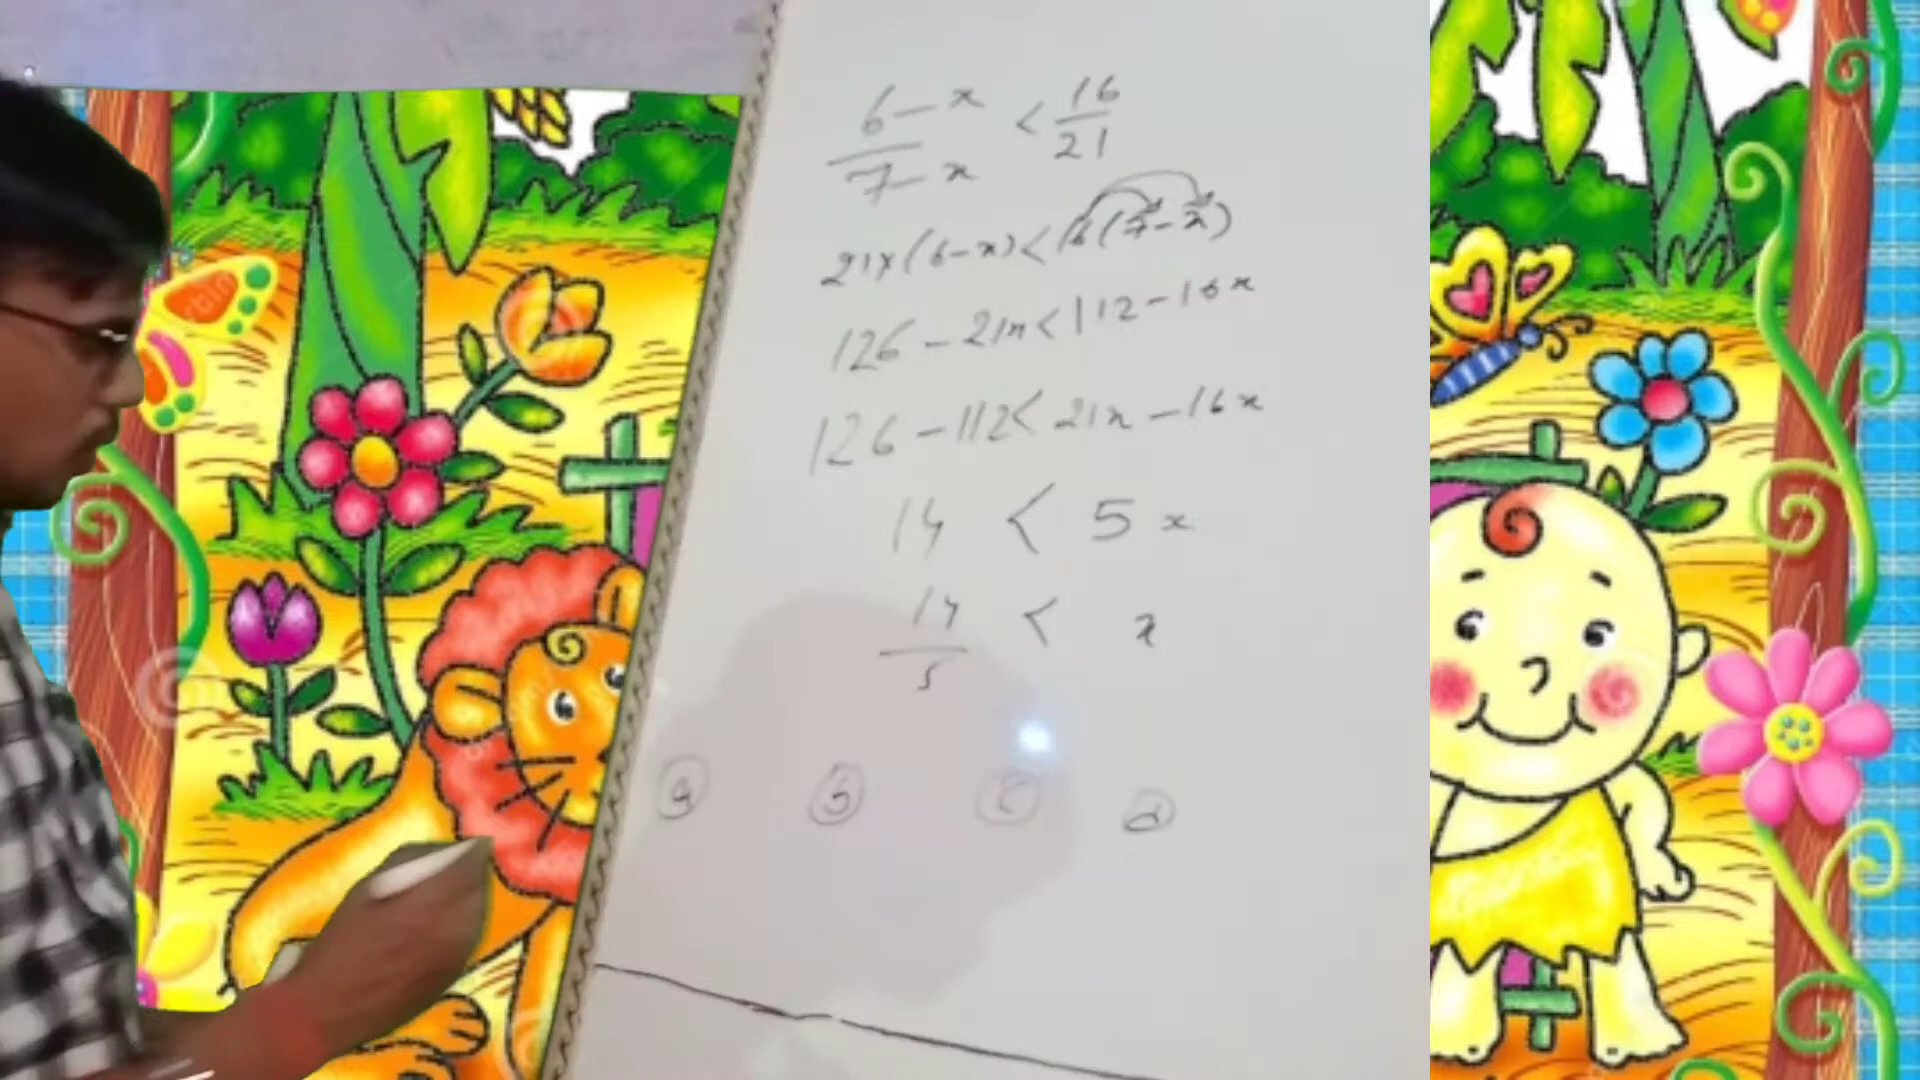 6-x
——— < 16/21
7-x
21x(6-x)<16(7-x)
126-21x<112-16x
126-112<21x-16x
14 < 5x
14/5 < x
a b c d